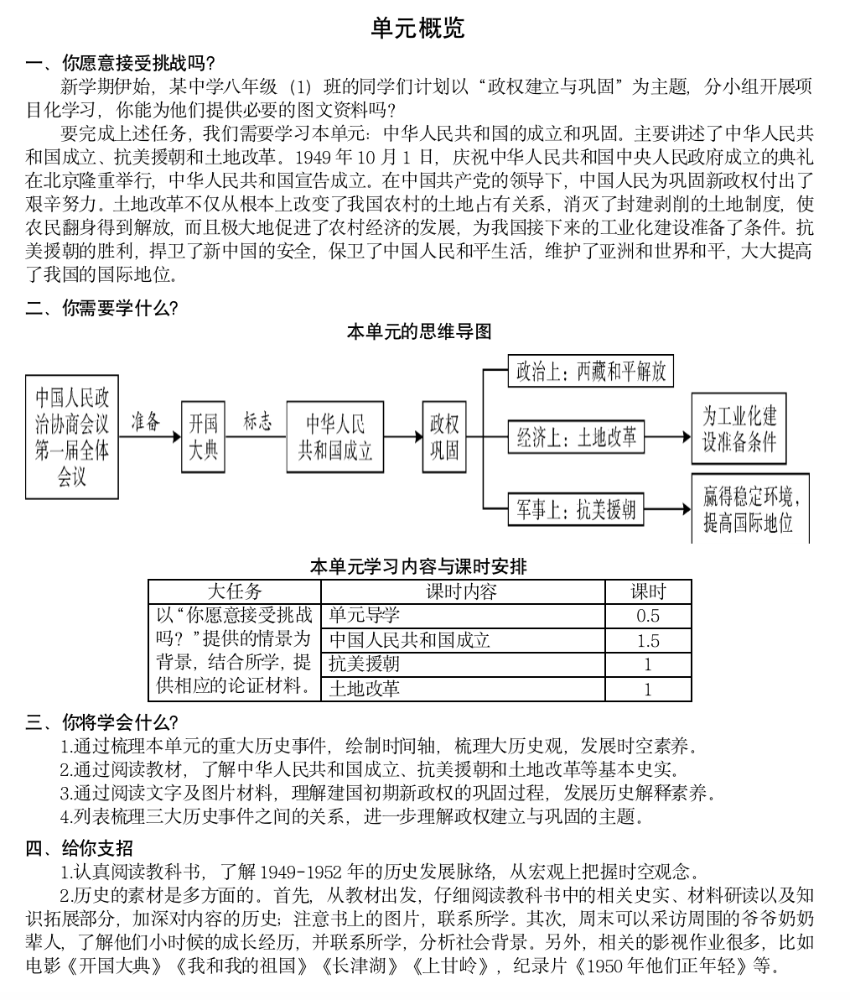 单元概览
一、你愿意接受挑战吗？
新学期伊始，某中学八年级（1）班的同学们计划以“政权建立与巩固”为主题，分小组开展项
目化学习，你能为他们提供必要的图文资料吗？
要完成上述任务，我们需要学习本单元：中华人民共和国的成立和巩固。主要讲述了中华人民共
和国成立、抗美援朝和土地改革。1949 年 10 月 1 日，庆祝中华人民共和国中央人民政府成立的典礼
在北京隆重举行，中华人民共和国宣告成立。在中国共产党的领导下，中国人民为巩固新政权付出了
艰辛努力。土地改革不仅从根本上改变了我国农村的土地占有关系，消灭了封建剥削的土地制度，使
农民翻身得到解放，而且极大地促进了农村经济的发展，为我国接下来的工业化建设准备了条件。抗
美援朝的胜利，捍卫了新中国的安全，保卫了中国人民和平生活，维护了亚洲和世界和平，大大提高
了我国的国际地位。
二、你需要学什么？
本单元的思维导图
中国人民政
治协商会议
第一届全体
会议
准备
开国
大典
标志
中华人民
共和国成立
政权
巩固
政治上：西藏和平解放
经济上：土地改革
为工业化建
设准备条件
军事上：抗美援朝
赢得稳定环境，
提高国际地位
本单元学习内容与课时安排
大任务 课时内容 课时
以“你愿意接受挑战
吗？”提供的情景为
背景，结合所学，提
供相应的论证材料。
单元导学 0.5
中国人民共和国成立 1.5
抗美援朝 1
土地改革 1
三、你将学会什么？
1.通过梳理本单元的重大历史事件，绘制时间轴，梳理大历史观，发展时空素养。
2.通过阅读教材，了解中华人民共和国成立、抗美援朝和土地改革等基本史实。
3.通过阅读文字及图片材料，理解建国初期新政权的巩固过程，发展历史解释素养。
4.列表梳理三大历史事件之间的关系，进一步理解政权建立与巩固的主题。
四、给你支招
1.认真阅读教科书，了解 1949-1952 年的历史发展脉络，从宏观上把握时空观念。
2.历史的素材是多方面的。首先，从教材出发，仔细阅读教科书中的相关史实、材料研读以及知
识拓展部分，加深对内容的历史；注意书上的图片，联系所学。其次，周末可以采访周围的爷爷奶奶
辈人，了解他们小时候的成长经历，并联系所学，分析社会背景。另外，相关的影视作业很多，比如
电影《开国大典》《我和我的祖国》《长津湖》《上甘岭》，纪录片《1950 年他们正年轻》等。